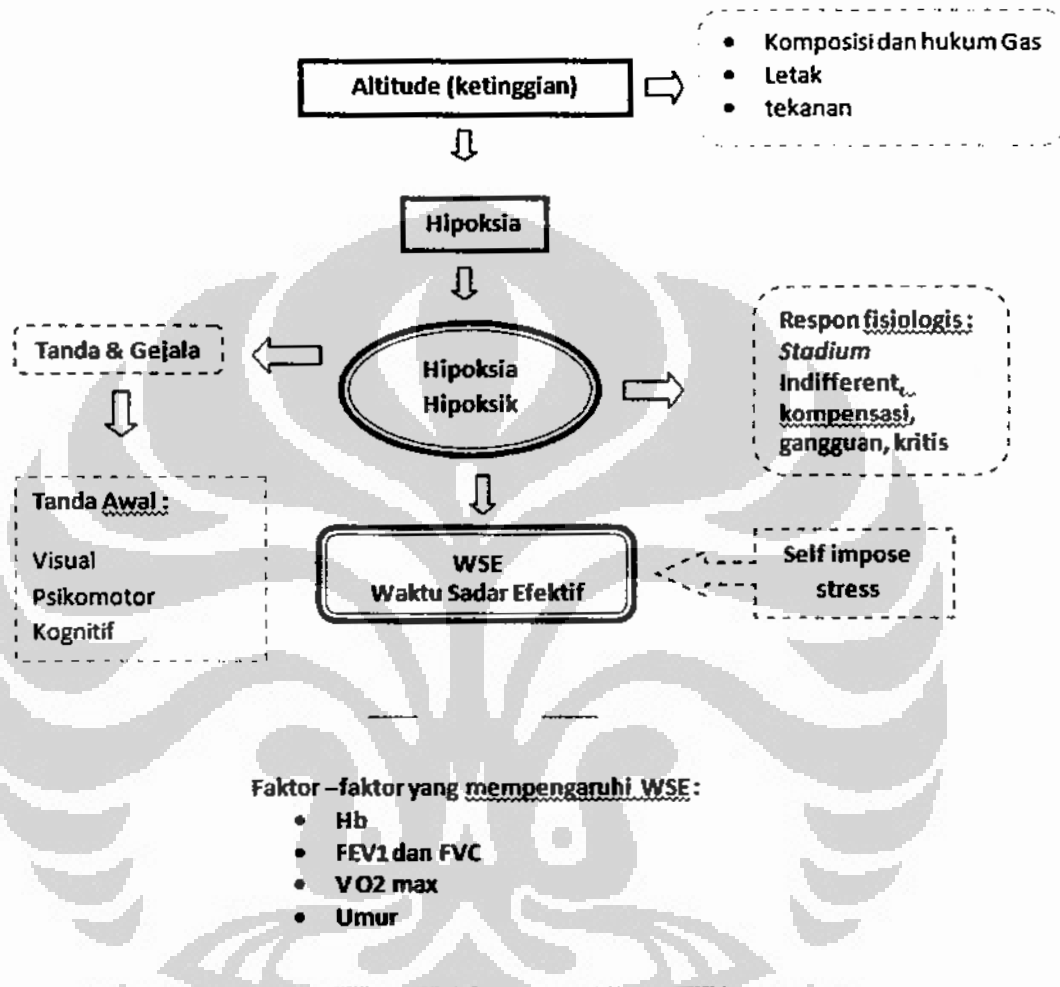 Altitude (ketinggian)
• Komposisi dan hukum Gas
• Letak
• tekanan
Hipoksia
Hipoksia
Hipoksik
Tanda & Gejala
Respon fisiologis :
Stadium
Indifferent,
kompensasi,
gangguan, kritis
Tanda Awal :
Visual
Psikomotor
Kognitif
WSE
Waktu Sadar Efektif
Self impose
stress
Faktor –faktor yang mempengaruhi WSE :
• Hb
• FEV1 dan FVC
• V O2 max
• Umur